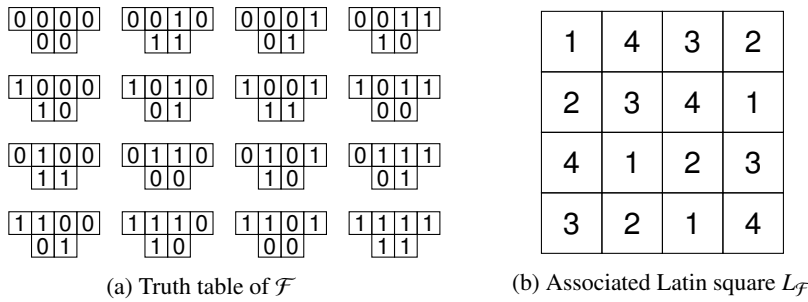 0 0 0 0 0 0 1 0 0 0 0 1 0 0 1 1
0 0 1 1 0 1 1 0
1 0 0 0 1 0 1 0 1 0 0 1 1 0 1 1
1 0 0 1 1 1 0 0
0 1 0 0 0 1 1 0 0 1 0 1 0 1 1 1
1 1 0 0 1 0 0 1
1 1 0 0 1 1 1 0 1 1 0 1 1 1 1 1
0 1 1 0 0 0 1 1
(a) Truth table of ℱ
1 4 3 2
2 3 4 1
4 1 2 3
3 2 1 4
(b) Associated Latin square L_ℱ